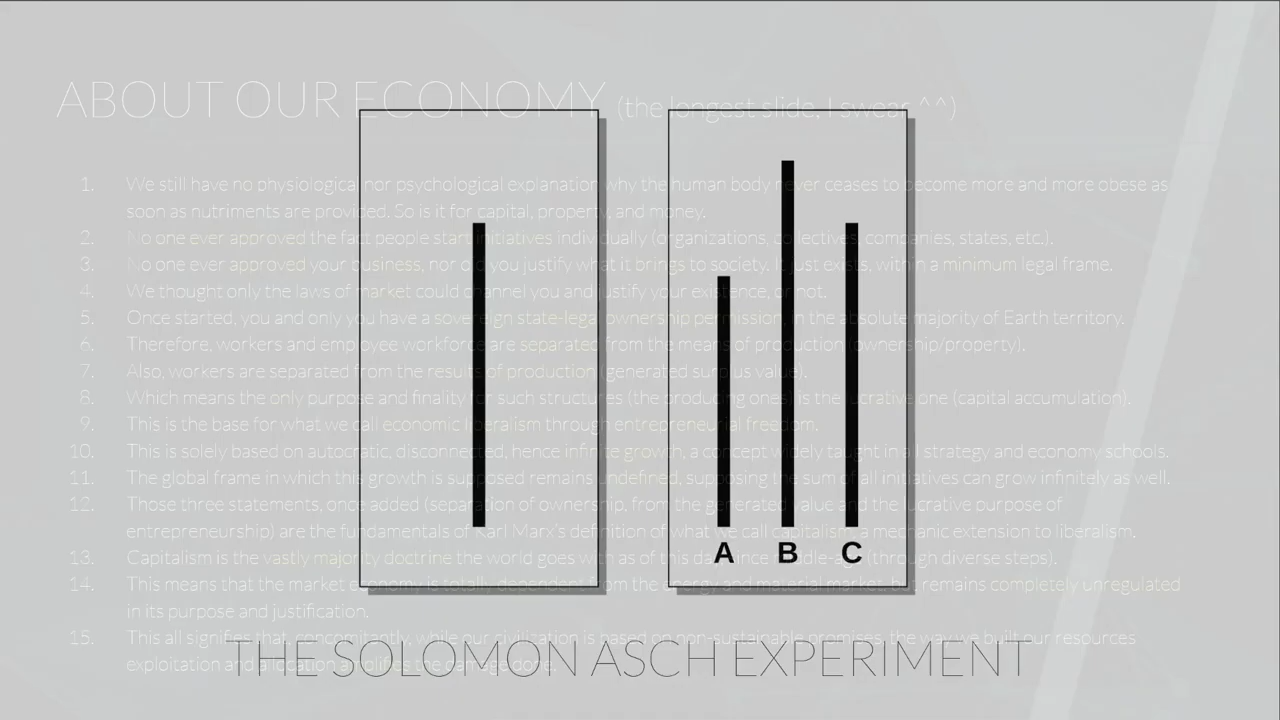 ABOUT OUR ECONOMY (the longest slide, I swear ^^)
1. We still have no physiological nor psychological explanation why the human body never ceases to become more and more obese as
soon as nutriments are provided. So is it for capital, property, and money.
2. No one ever approved the fact people start initiatives individually (organizations, collectives, companies, states, etc.).
3. No one ever approved your business, nor did you justify what it brings to society. It just exists, within a minimum legal frame.
4. We thought only the laws of market could channel you and justify your existence, or not.
5. Once started, you and only you have a sovereign state-legal ownership permission, in the absolute majority of Earth territory.
6. Therefore, workers and employee workforce are separated from the means of production (ownership/property).
7. Also, workers are separated from the results of production (generated surplus value).
8. Which means the only purpose and finality for such structures (the producing ones) is the lucrative one (capital accumulation).
9. This is the base for what we call economic liberalism through entrepreneurial freedom.
10. This is solely based on autocratic, disconnected, hence infinite growth, a concept widely taught in all strategy and economy schools.
11. The global frame in which this growth is supposed remains undefined, supposing the sum of all initiatives can grow infinitely as well.
12. Those three statements, once added (separation of ownership, from the generated value and the lucrative purpose of
entrepreneurship) are the fundamentals of Karl Marx's definition of what we call capitalism, a mechanic extension to liberalism.
13. Capitalism is the vastly majority doctrine the world goes with as of this day since middle-age (through diverse steps).
14. This means that the market economy is totally dependent from the energy and material market, but remains completely unregulated
in its purpose and justification.
15. This all signifies that, concomitantly, while our civilization is based on non-sustainable promises, the way we built our resources
exploitation and allocation amplifies the damage done.
A B C
THE SOLOMON ASCH EXPERIMENT